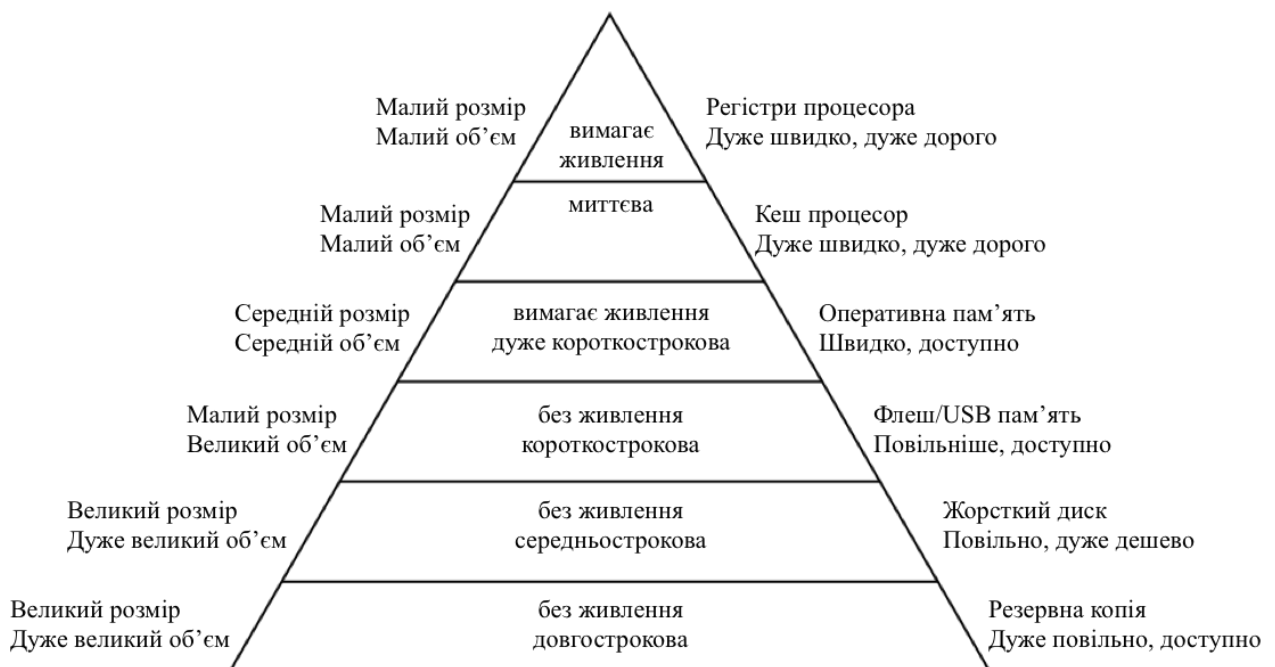 Малий розмір
Малий об’єм
вимагає
живлення
Регістри процесора
Дуже швидко, дуже дорого
Малий розмір
Малий об’єм
миттєва
Кеш процесор
Дуже швидко, дуже дорого
Середній розмір
Середній об’єм
вимагає живлення
дуже короткострокова
Оперативна пам’ять
Швидко, доступно
Малий розмір
Великий об’єм
без живлення
короткострокова
Флеш/USB пам’ять
Повільніше, доступно
Великий розмір
Дуже великий об’єм
без живлення
середньострокова
Жорсткий диск
Повільно, дуже дешево
Великий розмір
Дуже великий об’єм
без живлення
довгострокова
Резервна копія
Дуже повільно, доступно